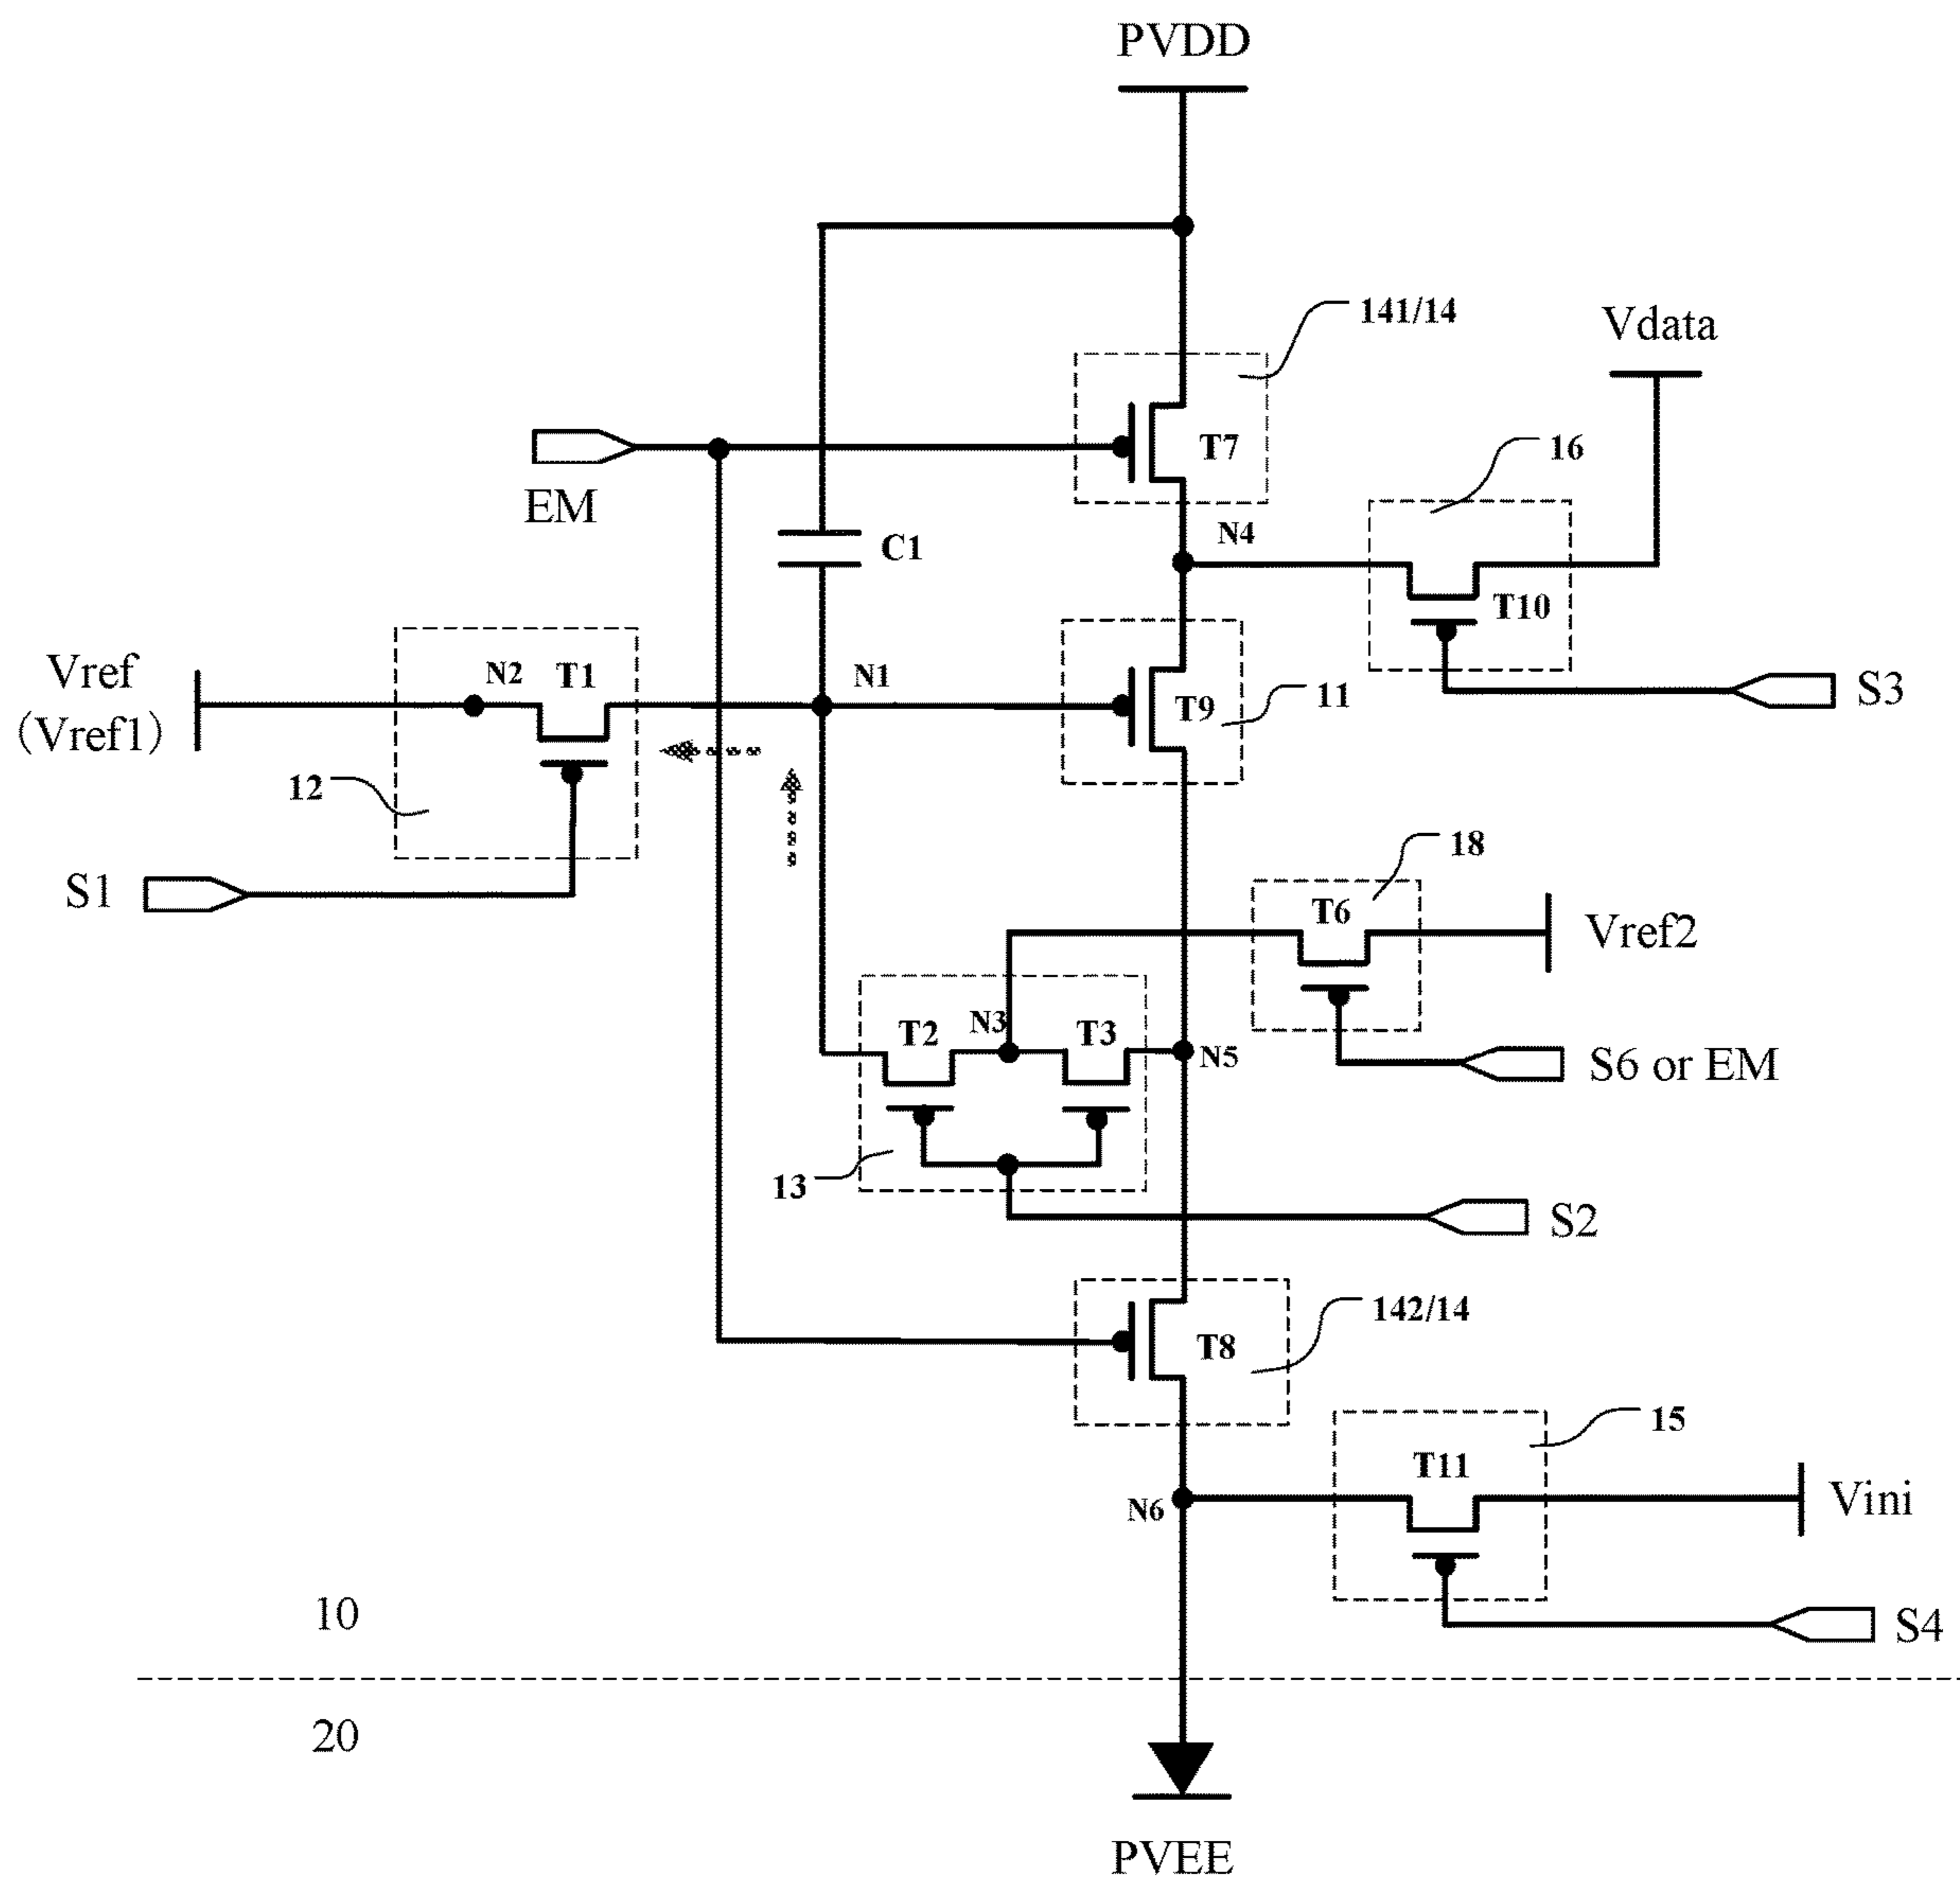 PVDD
141/14
Vdata
T7
16
EM
N4
C1
T10
Vref
(Vref1)
N2
T1
N1
T9
11
S3
12
S1
18
T6
Vref2
T2
N3
T3
N5
S6 or EM
13
S2
142/14
T8
15
T11
N6
Vini
10
S4
20
PVEE